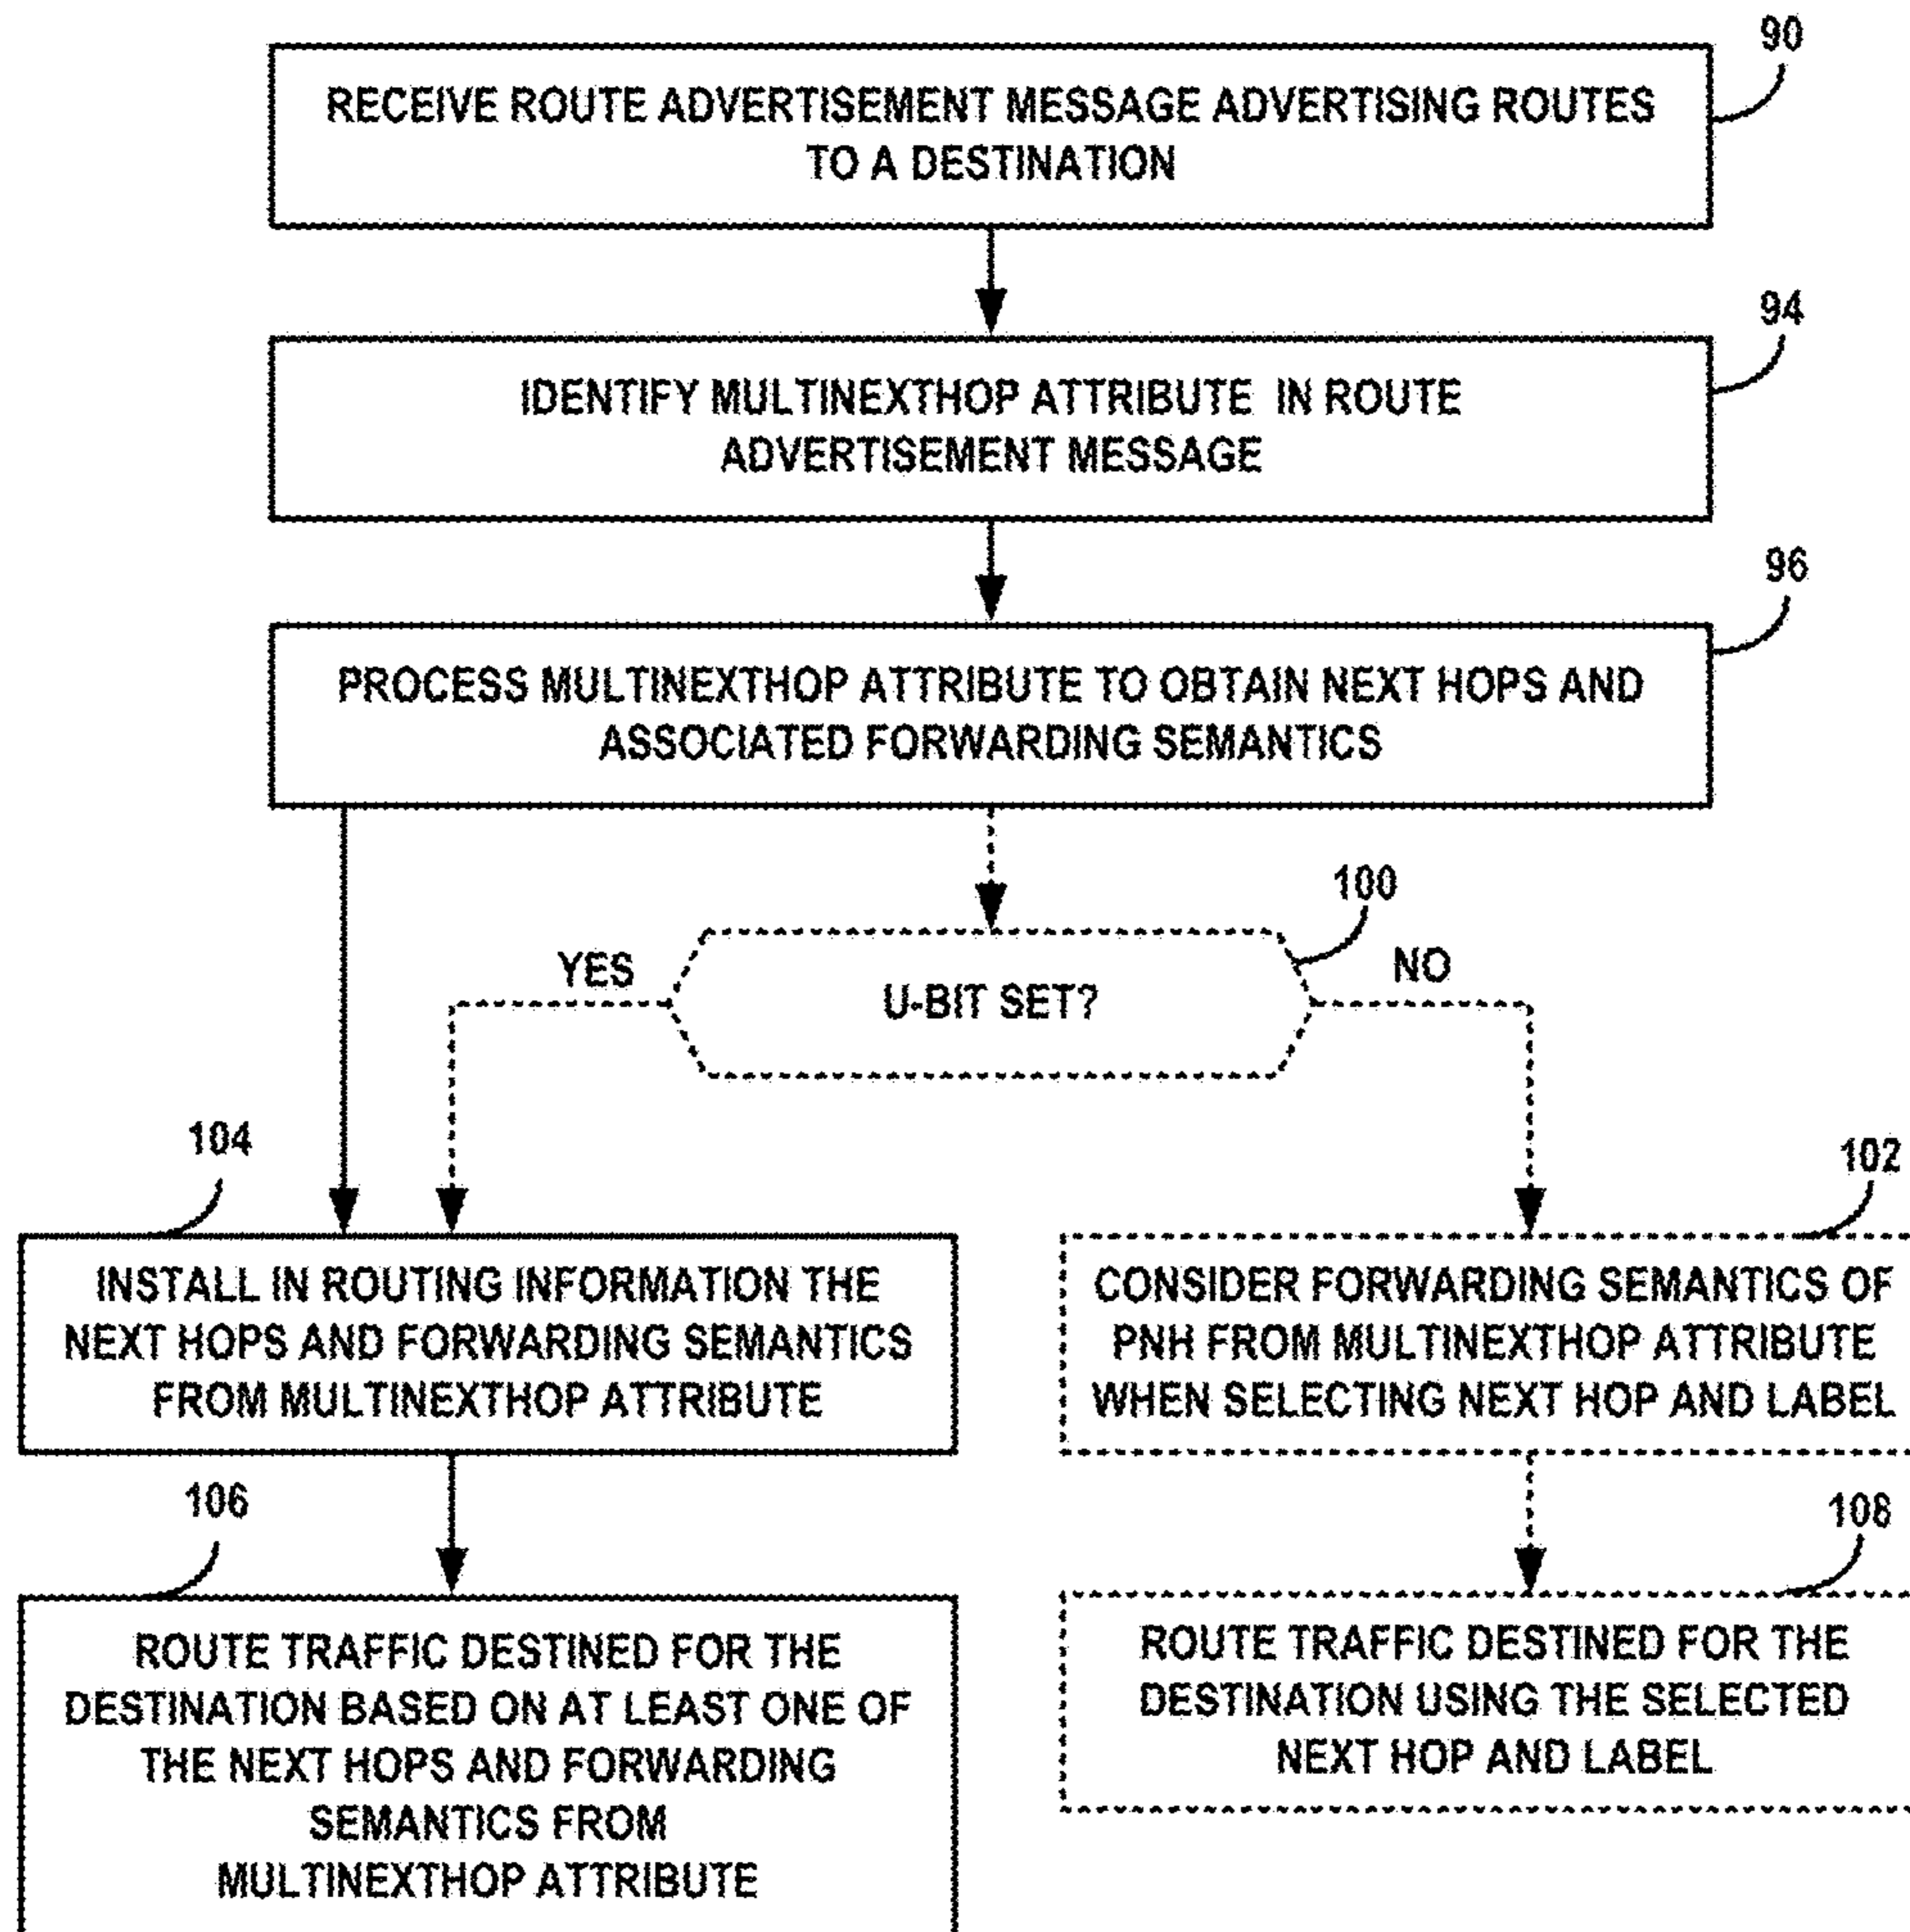 90
RECEIVE ROUTE ADVERTISEMENT MESSAGE ADVERTISING ROUTES
TO A DESTINATION
94
IDENTIFY MULTINEXTHOP ATTRIBUTE IN ROUTE
ADVERTISEMENT MESSAGE
96
PROCESS MULTINEXTHOP ATTRIBUTE TO OBTAIN NEXT HOPS AND
ASSOCIATED FORWARDING SEMANTICS
100
YES
U-BIT SET?
NO
104
INSTALL IN ROUTING INFORMATION THE
NEXT HOPS AND FORWARDING SEMANTICS
FROM MULTINEXTHOP ATTRIBUTE
102
CONSIDER FORWARDING SEMANTICS OF
PNH FROM MULTINEXTHOP ATTRIBUTE
WHEN SELECTING NEXT HOP AND LABEL
106
ROUTE TRAFFIC DESTINED FOR THE
DESTINATION BASED ON AT LEAST ONE OF
THE NEXT HOPS AND FORWARDING
SEMANTICS FROM
MULTINEXTHOP ATTRIBUTE
108
ROUTE TRAFFIC DESTINED FOR THE
DESTINATION USING THE SELECTED
NEXT HOP AND LABEL